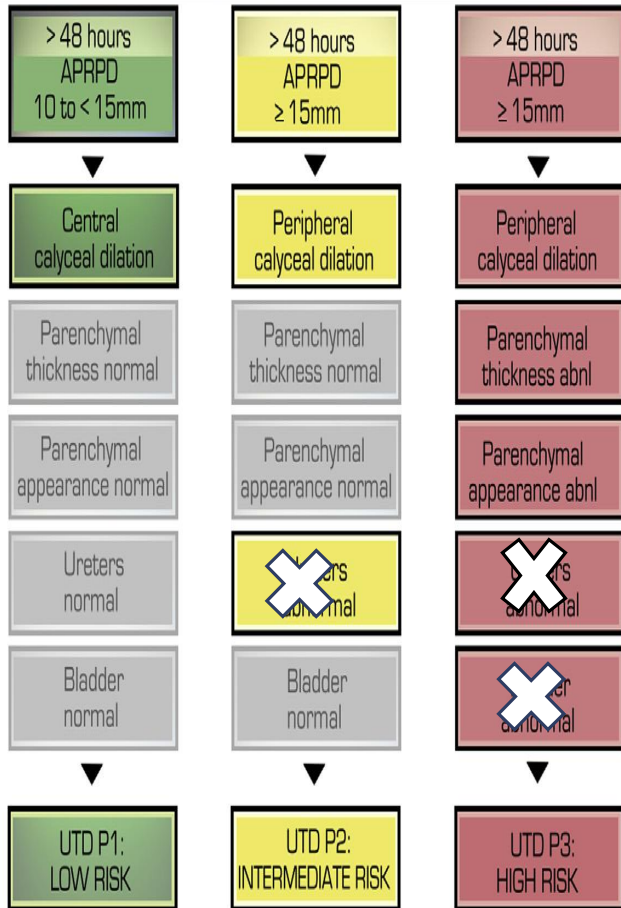 > 48 hours
APRPD
10 to < 15mm
Central
calyceal dilation
Parenchymal
thickness normal
Parenchymal
appearance normal
Ureters
normal
Bladder
normal
UTD P1:
LOW RISK
> 48 hours
APRPD
≥ 15mm
Peripheral
calyceal dilation
Parenchymal
thickness normal
Parenchymal
appearance normal
Bladder
normal
UTD P2:
INTERMEDIATE RISK
> 48 hours
APRPD
≥ 15mm
Peripheral
calyceal dilation
Parenchymal
thickness abnl
Parenchymal
appearance abnl
UTD P3:
HIGH RISK